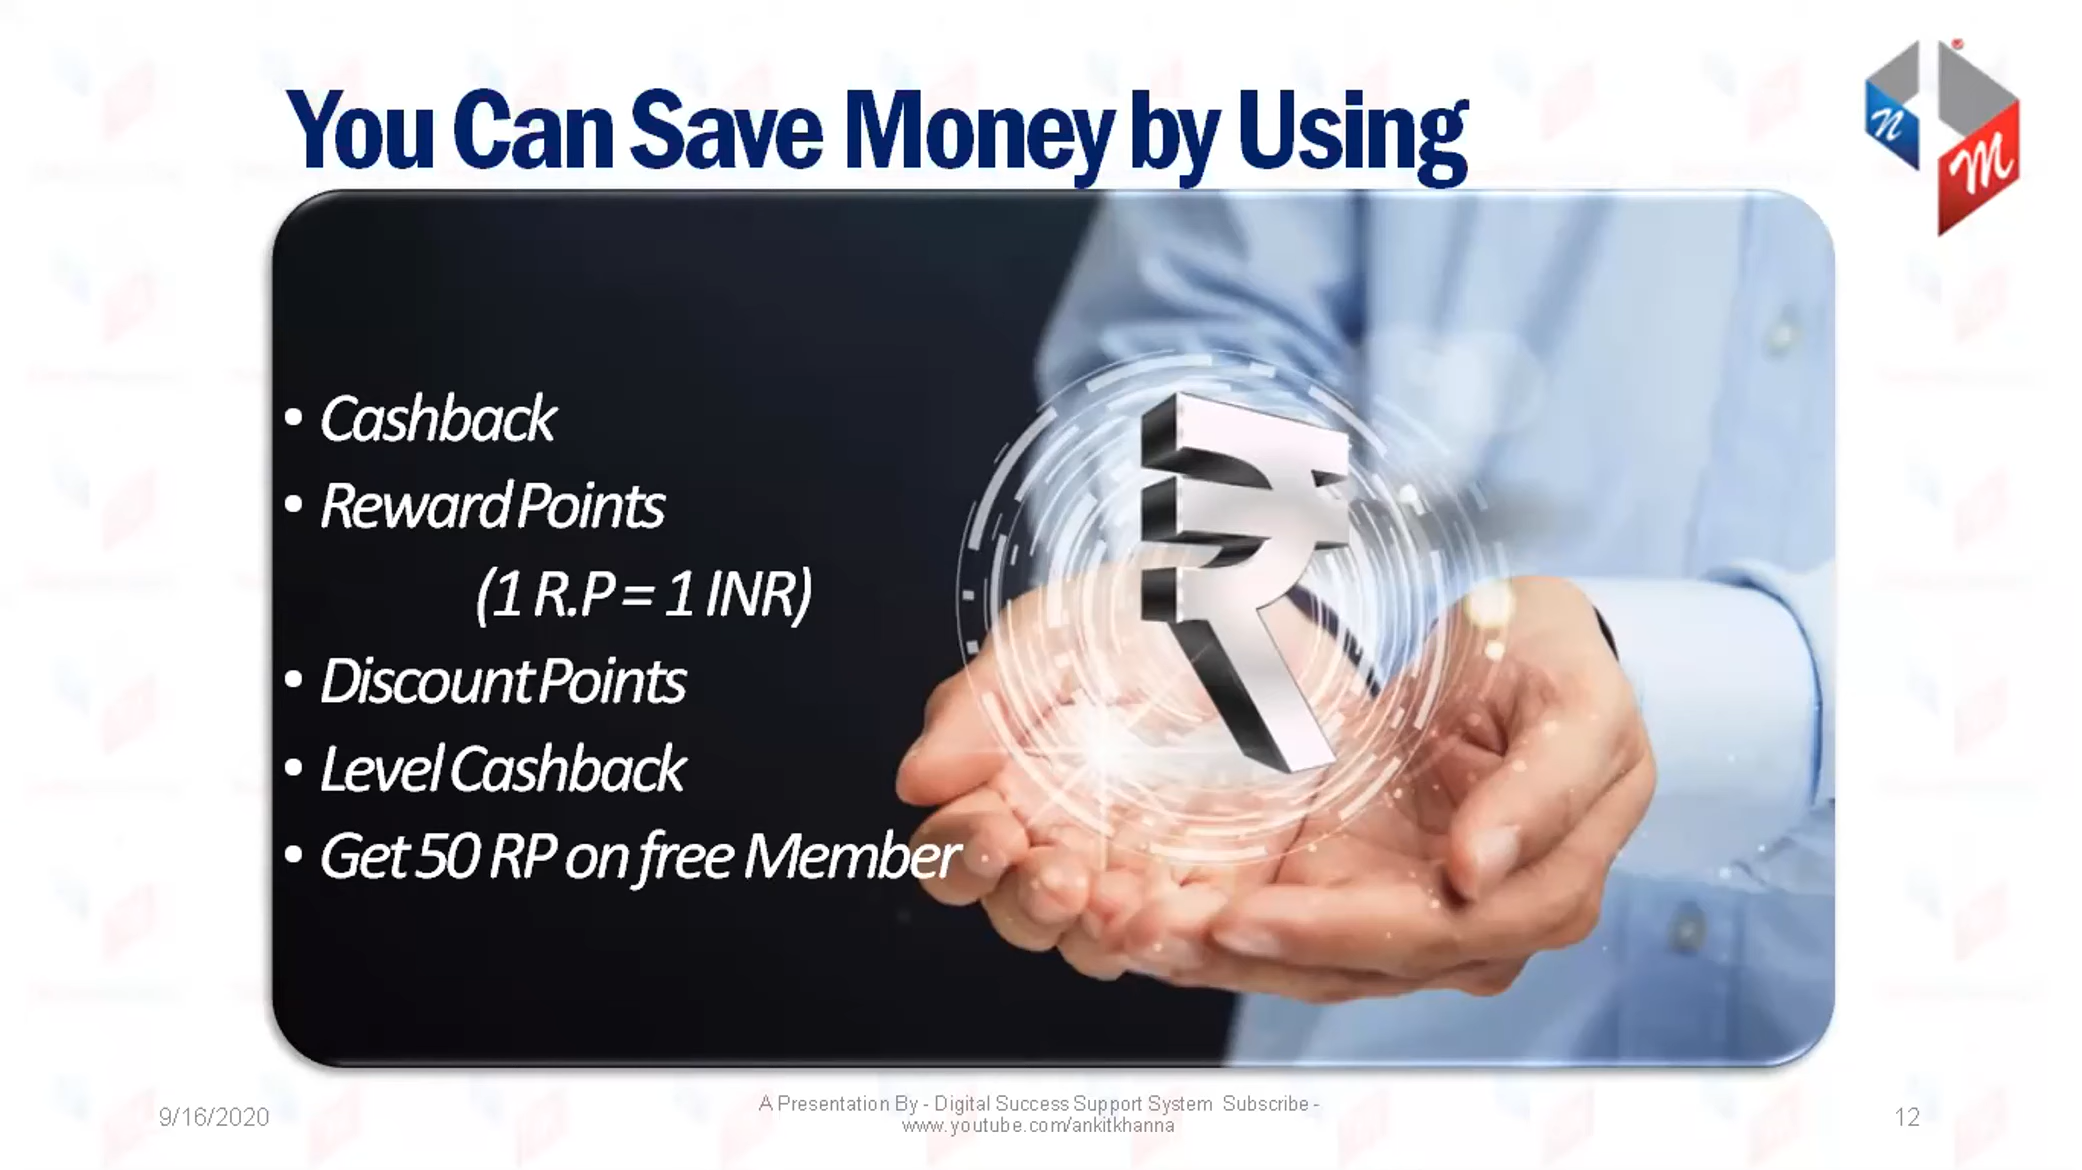 You Can Save Money by Using
n
M
• Cashback
• Reward Points
(1 R.P = 1 INR)
• Discount Points
• Level Cashback
• Get 50 RP on free Member
9/16/2020
A Presentation By - Digital Success Support System Subscribe -
www.youtube.com/ankitkhanna
12